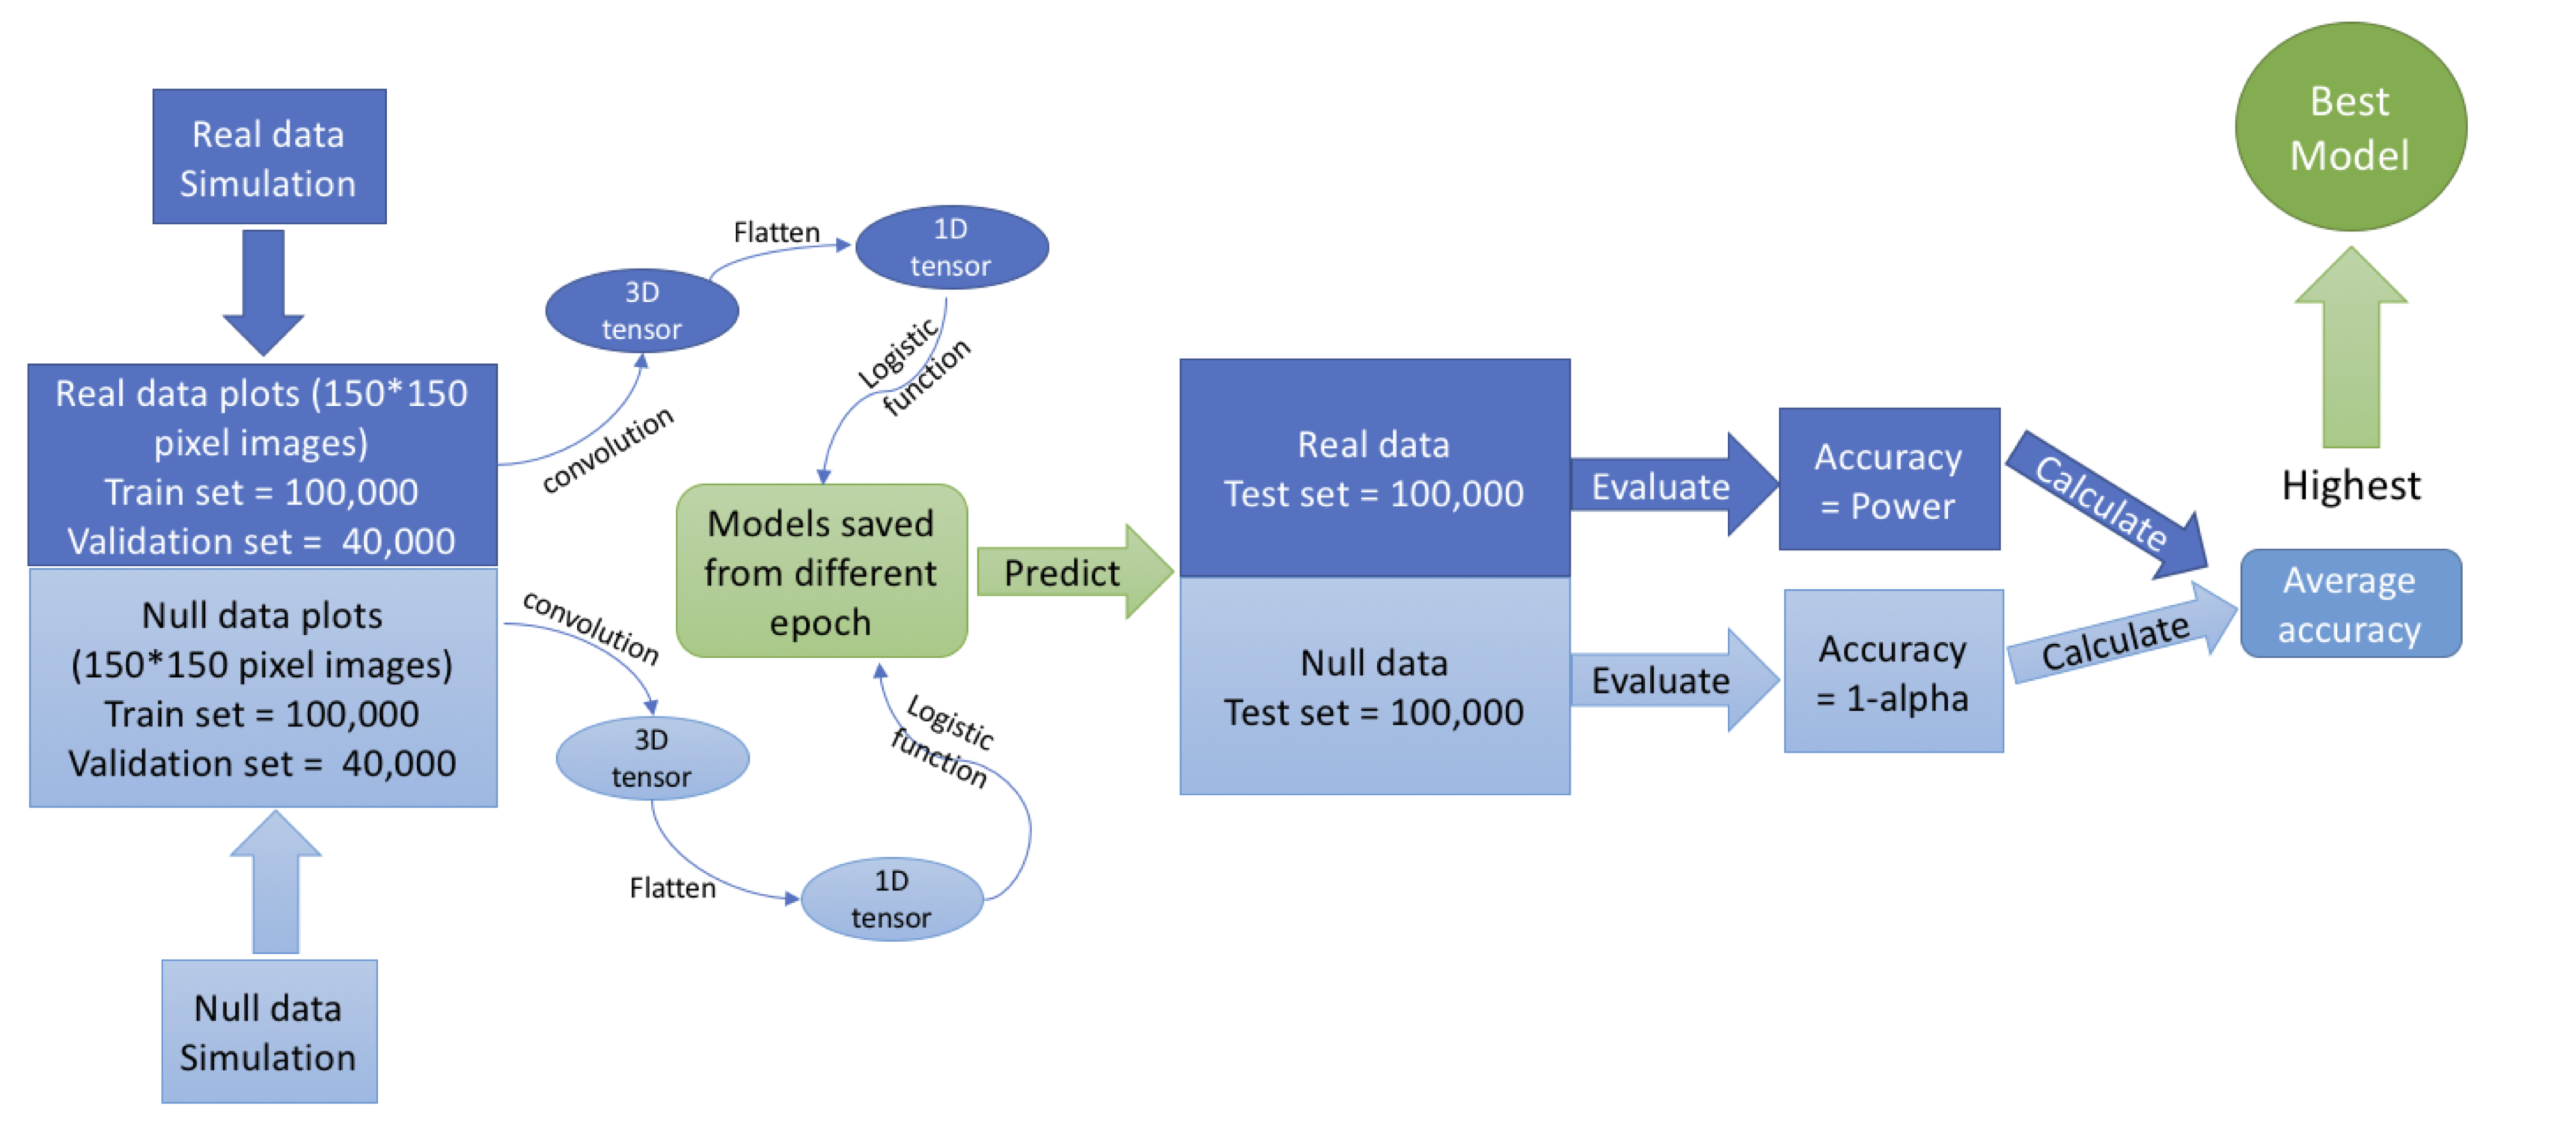 Real data
Simulation
Real data plots (150*150
pixel images)
Train set = 100,000
Validation set = 40,000
Null data plots
(150*150 pixel images)
Train set = 100,000
Validation set = 40,000
Null data
Simulation
convolution
3D
tensor
Flatten
1D
tensor
Logistic
function
convolution
3D
tensor
Flatten
1D
tensor
Logistic
function
Models saved
from different
epoch
Predict
Real data
Test set = 100,000
Null data
Test set = 100,000
Evaluate
Accuracy
= Power
Calculate
Evaluate
Accuracy
= 1-alpha
Calculate
Average
accuracy
Highest
Best
Model